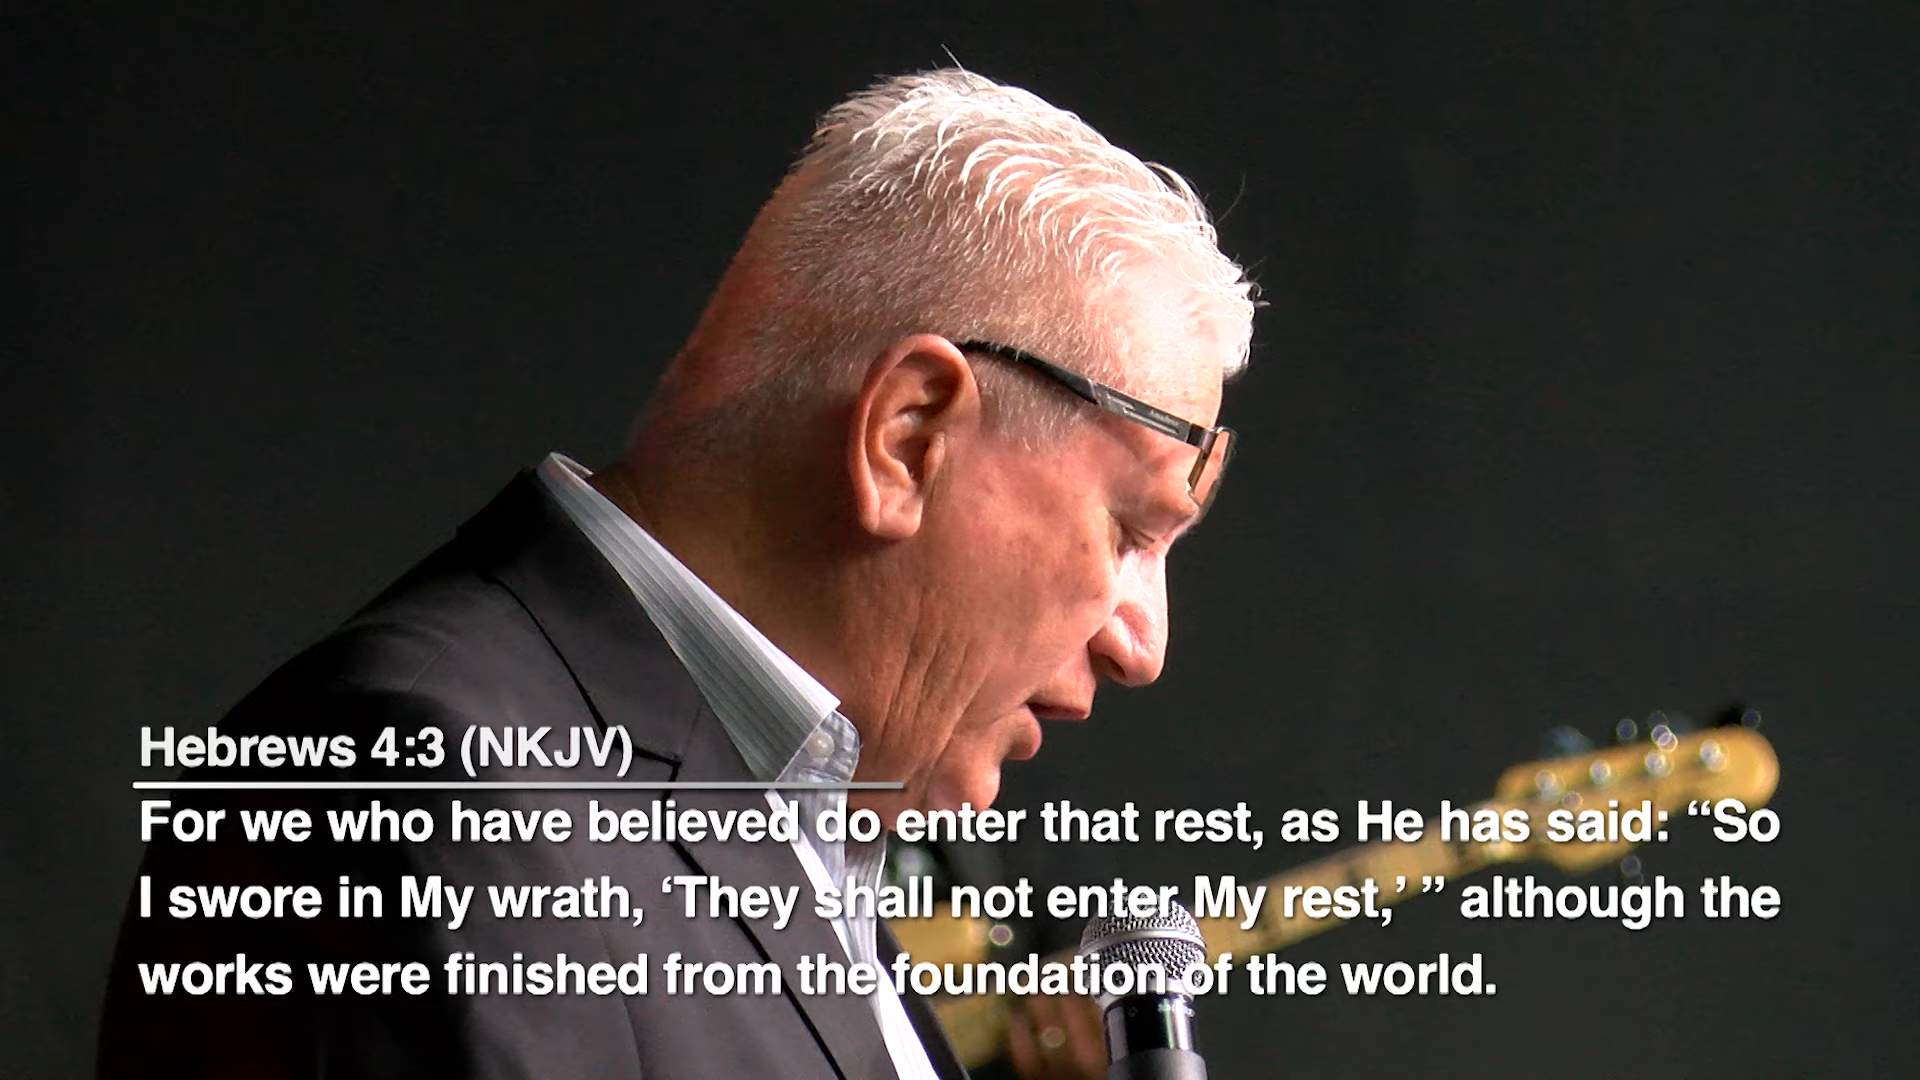 Hebrews 4:3 (NKJV)
For we who have believed do enter that rest, as He has said: “So
I swore in My wrath, ‘They shall not enter My rest,’ ” although the
works were finished from the foundation of the world.